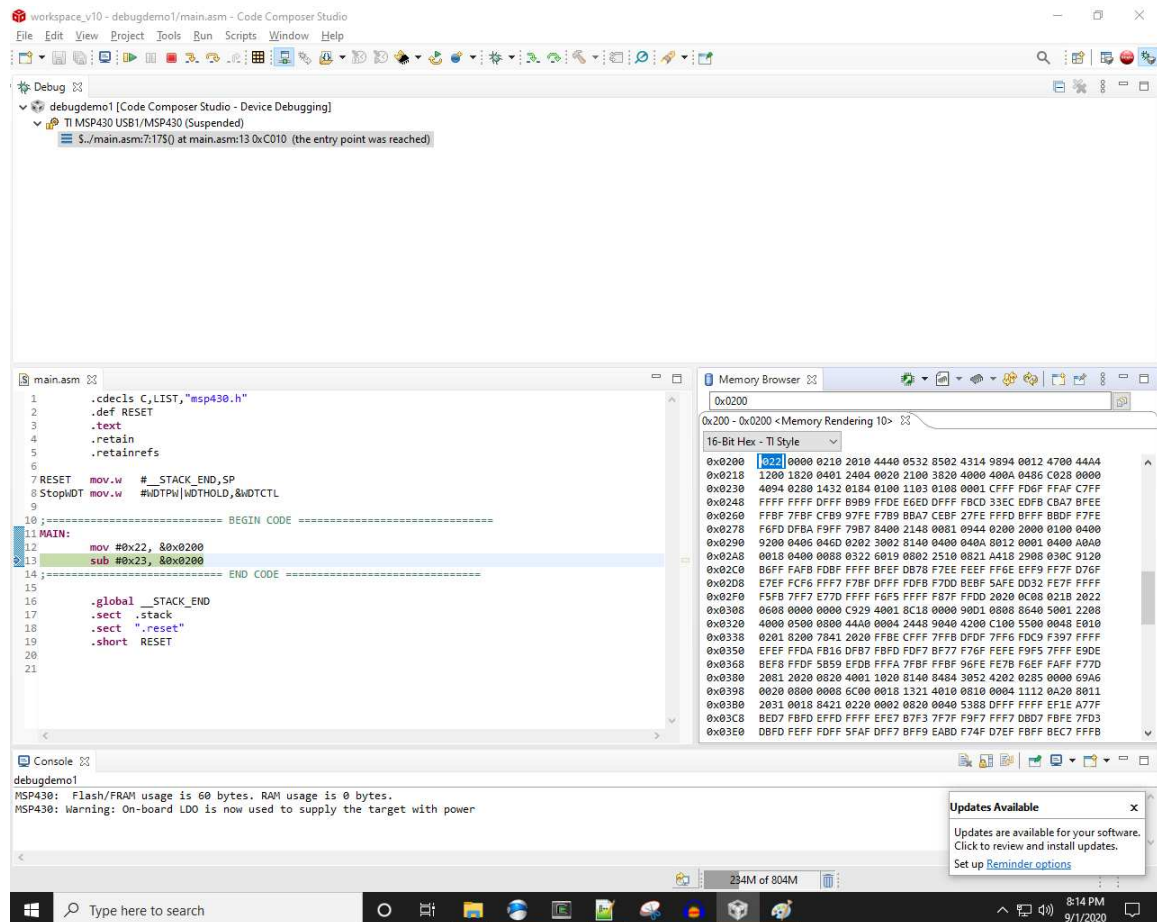 workspace_v10 - debugdemo1/main.asm - Code Composer Studio
File Edit View Project Tools Run Scripts Window Help
Debug
debugdemo1 [Code Composer Studio - Device Debugging]
TI MSP430 USB1/MSP430 (Suspended)
$../main.asm:7:17$() at main.asm:13 0xC010 (the entry point was reached)
main.asm
1 .cdecls C,LIST,"msp430.h"
2 .def RESET
3 .text
4 .retain
5 .retainrefs
6
7 RESET mov.w #__STACK_END,SP
8 StopWDT mov.w #WDTPW|WDTHOLD,&WDTCTL
9
10 ;============================ BEGIN CODE ===============================
11 MAIN:
12 mov #0x22, &0x0200
13 sub #0x23, &0x0200
14 ;============================ END CODE ===============================
15
16 .global __STACK_END
17 .sect .stack
18 .sect ".reset"
19 .short RESET
20
21
Memory Browser
0x0200
0x200 - 0x0200 <Memory Rendering 10>
16-Bit Hex - TI Style
0x0200 0022 0000 0210 2010 4440 0532 8502 4314 9894 0012 4700 44A4
0x0218 1200 1820 0401 2404 0020 2100 3820 4000 400A 0486 C028 0000
0x0230 4094 0280 1432 0184 0100 1103 0108 0001 CFFF FD6F FFAF C7FF
0x0248 FFFF FFFF DFFF B9B9 FFDE E6ED DFFF FBCD 33EC EDFB CBA7 BFEE
0x0260 FFBF 7FBF CFB9 97FE F7B9 BBA7 CEBF 27FE FFFD BFFF BBDF F7FE
0x0278 F6FD DFBA F9FF 79B7 8400 2148 0081 0944 0200 2000 0100 0400
0x0290 9200 0406 046D 0202 3002 8140 0400 040A 8012 0001 0400 A0A0
0x02A8 0018 0400 0088 0322 6019 0802 2510 0821 A418 2908 030C 9120
0x02C0 B6FF FAFB FDBF FFFF BFEF DB78 F7EE FEEF FF6E EFF9 FF7F D76F
0x02D8 E7EF FCF6 FFF7 F7BF DFFF FDFB F7DD BEBF 5AFE DD32 FE7F FFFF
0x02F0 F5FB 7FF7 E77D FFFF F6F5 FFFF F87F FFDD 2020 0C08 021B 2022
0x0308 0608 0000 0000 C929 4001 8C18 0000 90D1 0808 8640 5001 2208
0x0320 4000 0500 0800 44A0 0004 2448 9040 4200 C100 5500 0048 E010
0x0338 0201 8200 7841 2020 FFBE CFFF 7FFB DFDF 7FF6 FDC9 F397 FFFF
0x0350 EFEF FFDA FB16 DFB7 FBFD FDF7 BF77 F76F FEFE F9F5 7FFF E9DE
0x0368 BEF8 FFDF 5B59 EFDB FFFA 7FBF FFBF 96FE FE7B F6EF FAFF F77D
0x0380 2081 2020 0820 4001 1020 8140 8484 3052 4202 0285 0000 69A6
0x0398 0020 0800 0008 6C00 0018 1321 4010 0810 0004 1112 0A20 8011
0x03B0 2031 0018 8421 0220 0002 0820 0040 5388 DFFF FFFF EF1E A77F
0x03C8 BED7 FBFD EFFD FFFF EFE7 B7F3 7F7F F9F7 FFF7 DBD7 FBFE 7FD3
0x03E0 DBFD FEFF FDFF 5FAF DFF7 BFF9 EABD F74F D7EF FBFF BEC7 FFFB
Console
debugdemo1
MSP430: Flash/FRAM usage is 60 bytes. RAM usage is 0 bytes.
MSP430: Warning: On-board LDO is now used to supply the target with power
Updates Available x
Updates are available for your software.
Click to review and install updates.
Set up Reminder options
234M of 804M
Type here to search
8:14 PM
9/1/2020